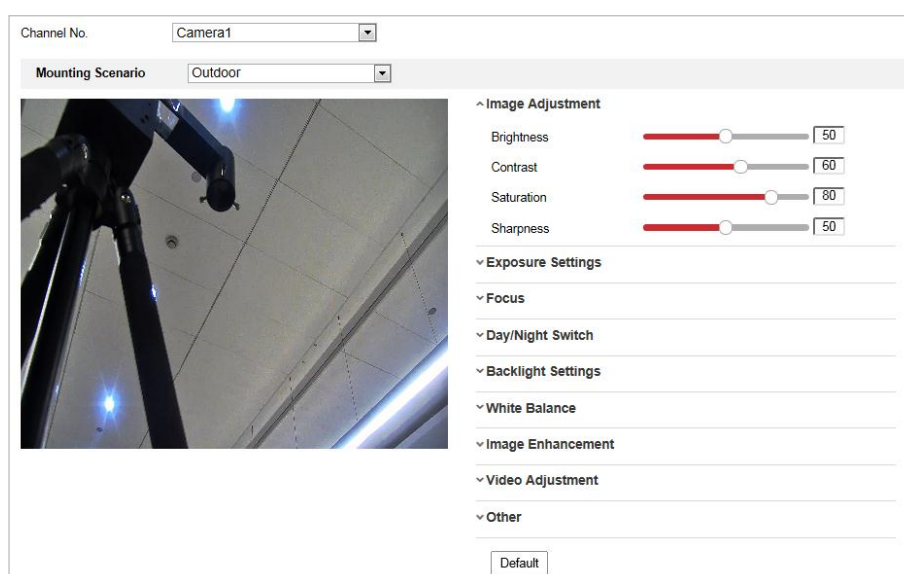 Channel No. Camera1
Mounting Scenario Outdoor
Image Adjustment
Brightness 50
Contrast 60
Saturation 80
Sharpness 50
Exposure Settings
Focus
Day/Night Switch
Backlight Settings
White Balance
Image Enhancement
Video Adjustment
Other
Default